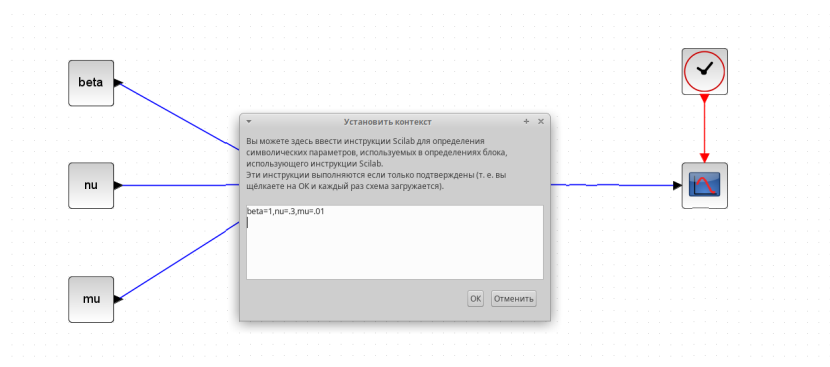 beta
Установить контекст
Вы можете здесь ввести инструкции Scilab для определения
символических параметров, используемых в определениях блока,
использующего инструкции Scilab.
Эти инструкции выполняются если только подтверждены (т. е. вы
щёлкаете на ОК и каждый раз схема загружается).
nu
beta=1,nu=.3,mu=.01
mu
ОК
Отменить